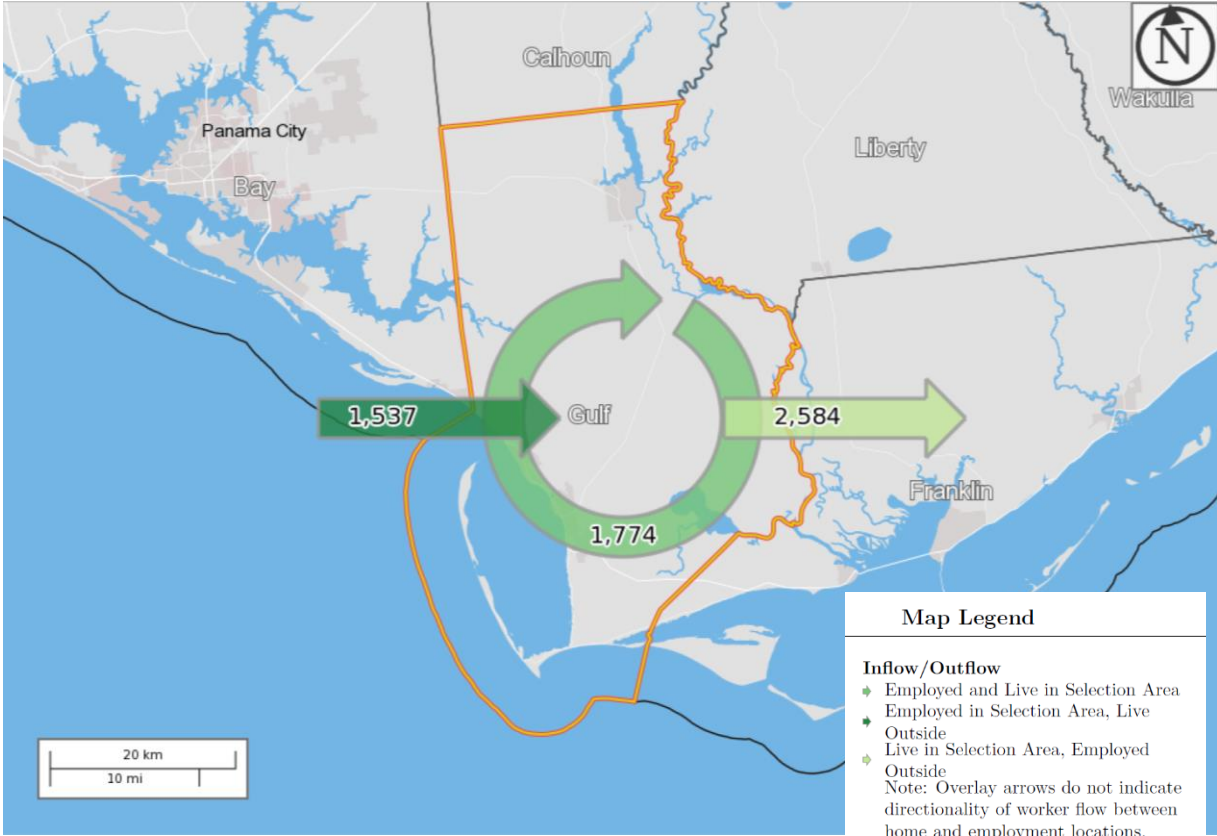 Calhoun
N
Wakulla
Panama City
Liberty
Bay
1,537
Gulf
2,584
Franklin
1,774
Map Legend
Inflow/Outflow
Employed and Live in Selection Area
Employed in Selection Area, Live
Outside
Live in Selection Area, Employed
Outside
Note: Overlay arrows do not indicate
directionality of worker flow between
home and employment locations.
20 km
10 mi